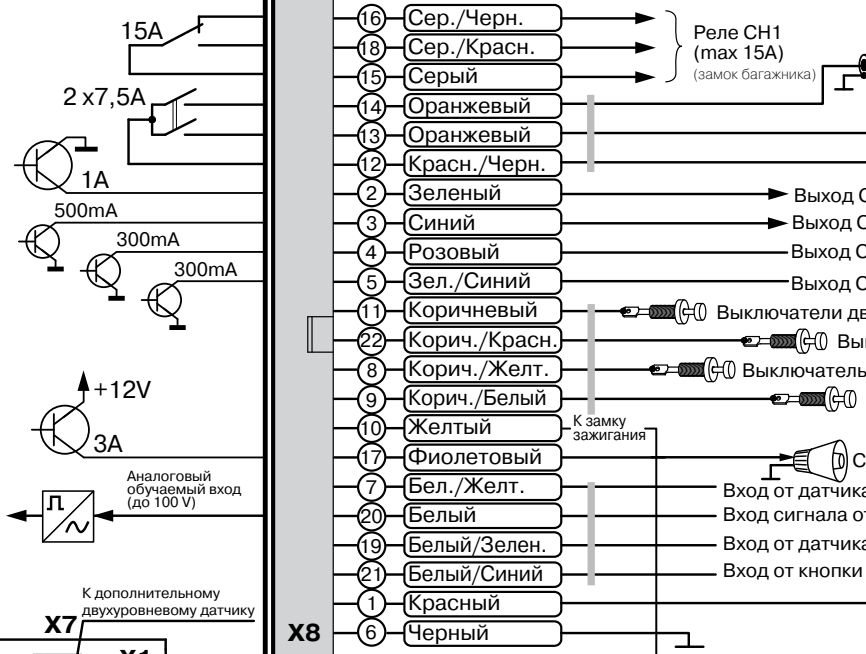 15A
2 x7,5A
1A
500mA
300mA
300mA
+12V
3A
Аналоговый
обучаемый вход
(до 100 V)
К дополнительному
двухуровневому датчику
X7
X1
X8
16 Сер./Черн.
18 Сер./Красн.
15 Серый
Реле CH1
(max 15A)
(замок багажника)
14 Оранжевый
13 Оранжевый
12 Красн./Черн.
2 Зеленый Выход
3 Синий Выход
4 Розовый Выход
5 Зел./Синий Выход
11 Коричневый Выключатели
22 Корич./Красн.
8 Корич./Желт. Выключатель
9 Корич./Белый
10 Желтый
К замку
зажигания
17 Фиолетовый
7 Бел./Желт. Вход от датчика
20 Белый Вход сигнала
19 Белый/Зелен. Вход от датчика
21 Белый/Синий Вход от кнопки
1 Красный
6 Черный